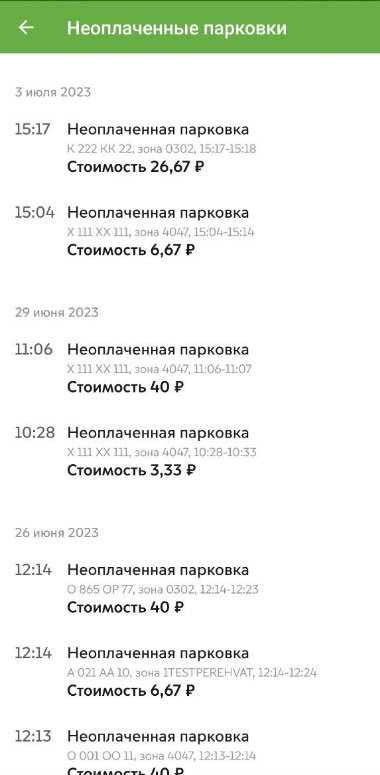 Неоплаченные парковки
3 июля 2023
15:17 Неоплаченная парковка
К 222 КК 22, зона 0302, 15:17-15:18
Стоимость 26,67 ₽
15:04 Неоплаченная парковка
Х 111 ХХ 111, зона 4047, 15:04-15:14
Стоимость 6,67 ₽
29 июня 2023
11:06 Неоплаченная парковка
Х 111 ХХ 111, зона 4047, 11:06-11:07
Стоимость 40 ₽
10:28 Неоплаченная парковка
Х 111 ХХ 111, зона 4047, 10:28-10:33
Стоимость 3,33 ₽
26 июня 2023
12:14 Неоплаченная парковка
О 865 ОР 77, зона 0302, 12:14-12:23
Стоимость 40 ₽
12:14 Неоплаченная парковка
А 021 АА 10, зона 1TESTPEREHVAT, 12:14-12:24
Стоимость 6,67 ₽
12:13 Неоплаченная парковка
О 001 ОО 11, зона 4047, 12:13-12:14
Стоимость 40 ₽